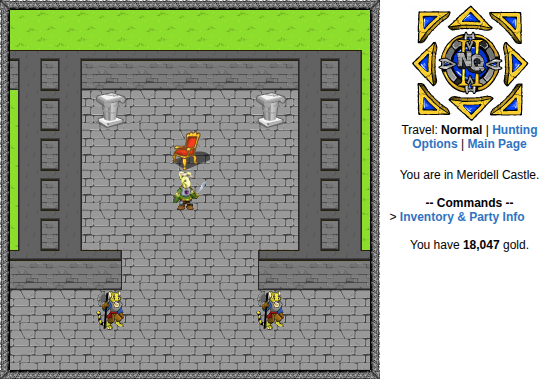 NQ
Travel: Normal | Hunting
Options | Main Page
You are in Meridell Castle.
-- Commands --
> Inventory & Party Info
You have 18,047 gold.